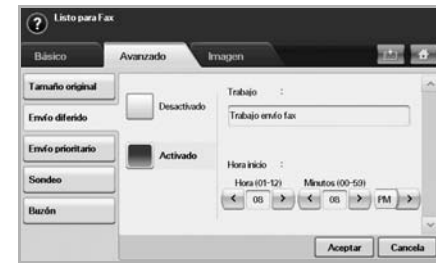 ? Listo para Fax
Básico Avanzado Imagen
Tamaño original
Envío diferido
Envío prioritario
Sondeo
Buzón
Desactivado
Activado
Trabajo :
Trabajo envío fax
Hora inicio :
Hora (01-12) Minutos (00-59)
< 08 > < 08 > PM >
Aceptar Cancela